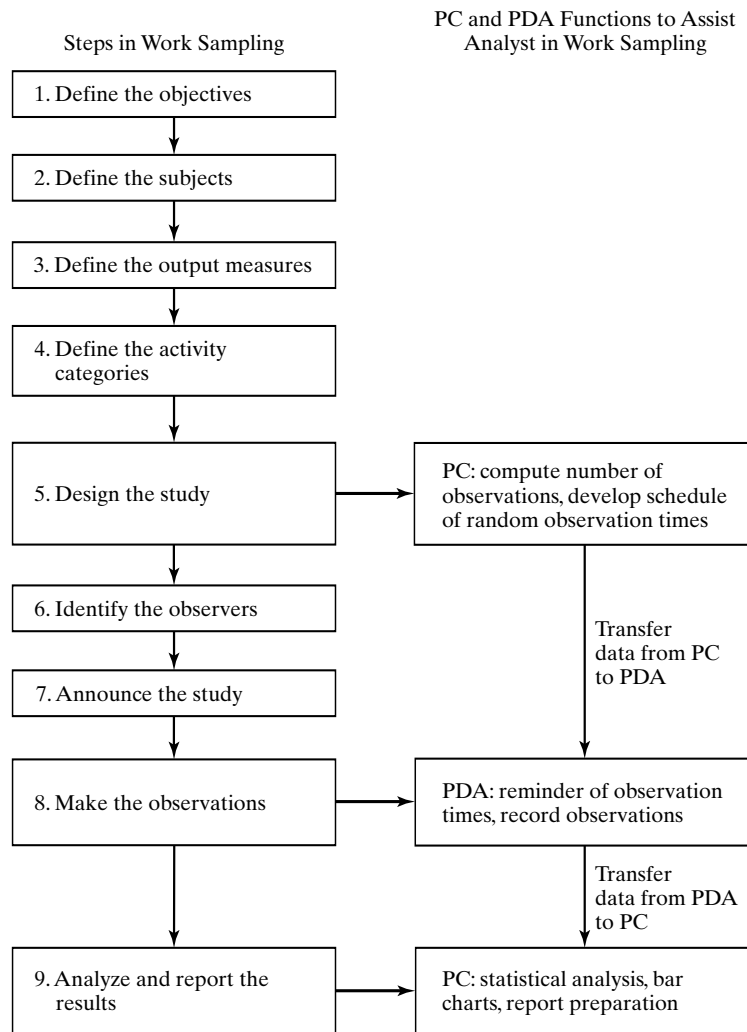 Steps in Work Sampling
PC and PDA Functions to Assist
Analyst in Work Sampling
1. Define the objectives
2. Define the subjects
3. Define the output measures
4. Define the activity
categories
5. Design the study
PC: compute number of
observations, develop schedule
of random observation times
6. Identify the observers
Transfer
data from PC
to PDA
7. Announce the study
8. Make the observations
PDA: reminder of observation
times, record observations
Transfer
data from PDA
to PC
9. Analyze and report the
results
PC: statistical analysis, bar
charts, report preparation